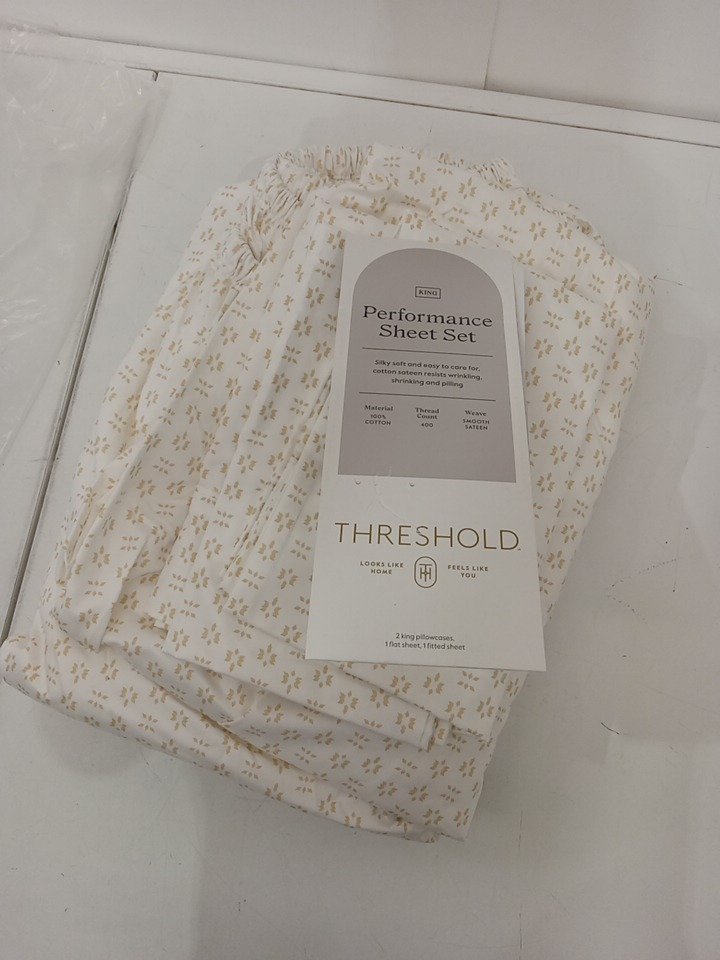 KING
Performance
Sheet Set
Silky soft and easy to care for,
cotton sateen resists wrinkling,
shrinking and pilling
Material
100%
COTTON
Thread
Count
400
Weave
SMOOTH
SATEEN
THRESHOLD™
LOOKS LIKE
HOME
TH
FEELS LIKE
YOU
2 king pillowcases,
1 flat sheet, 1 fitted sheet